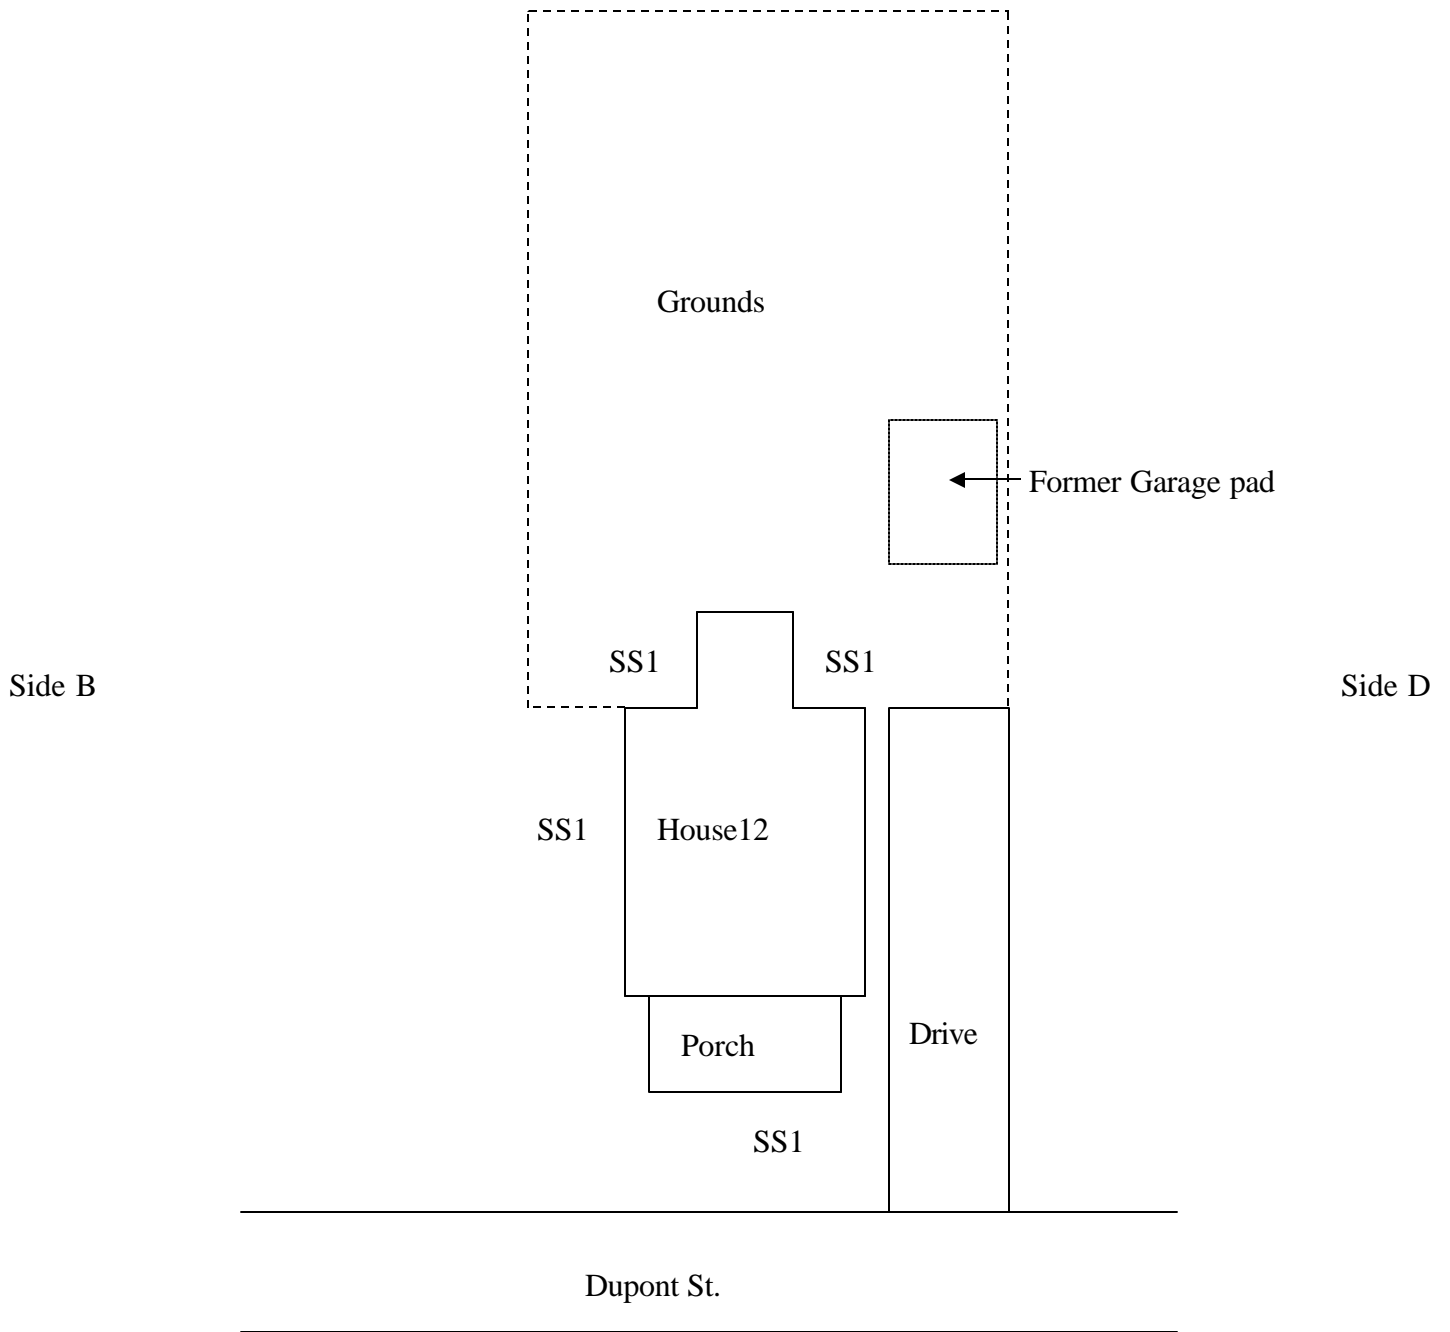 Grounds
Former Garage pad
SS1 SS1
Side B Side D
SS1 House12
Drive
Porch
SS1
Dupont St.